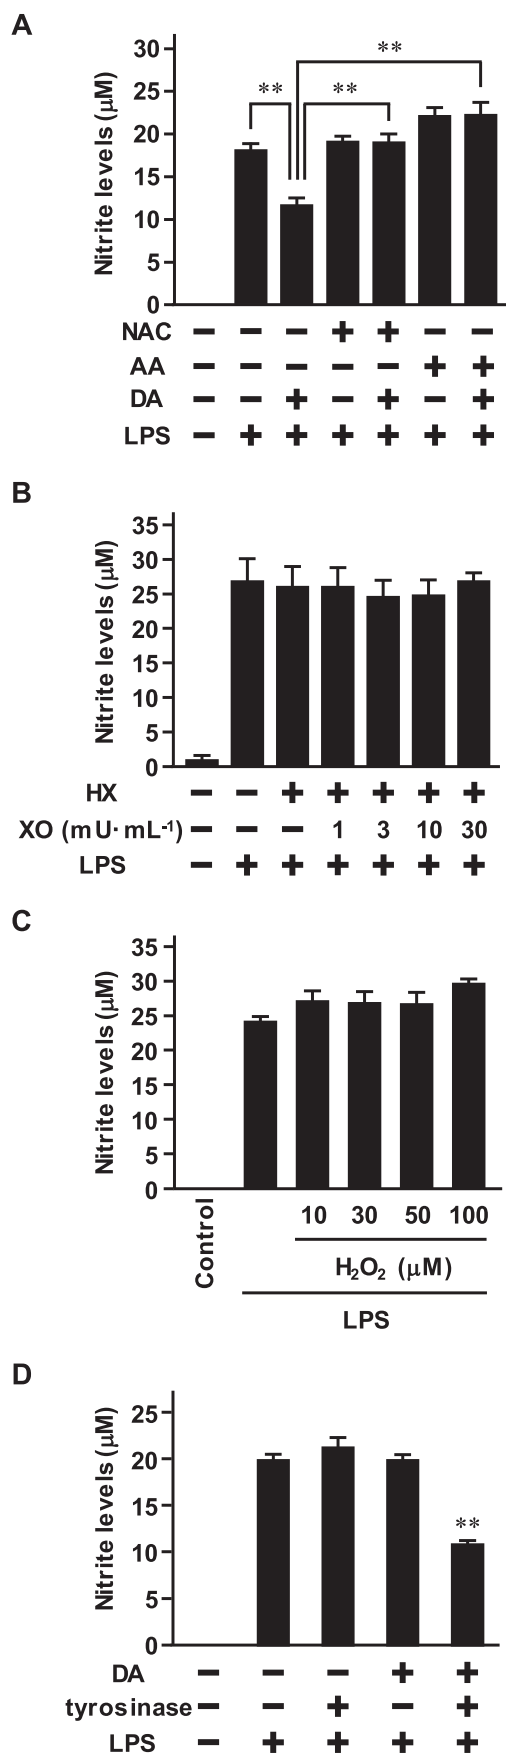 A
30
25
20
15
10
5
0
Nitrite levels (μM)
** ** **
NAC − − − + + − −
AA − − − − − + +
DA − − + − + − +
LPS − + + + + + +
B
35
30
25
20
15
10
5
0
Nitrite levels (μM)
HX − − + + + + +
XO (mU·mL⁻¹) − − − 1 3 10 30
LPS − + + + + + +
C
35
30
25
20
15
10
5
0
Nitrite levels (μM)
Control 10 30 50 100
H₂O₂ (μM)
LPS
D
25
20
15
10
5
0
Nitrite levels (μM)
**
DA − − − + +
tyrosinase − − + − +
LPS − + + + +